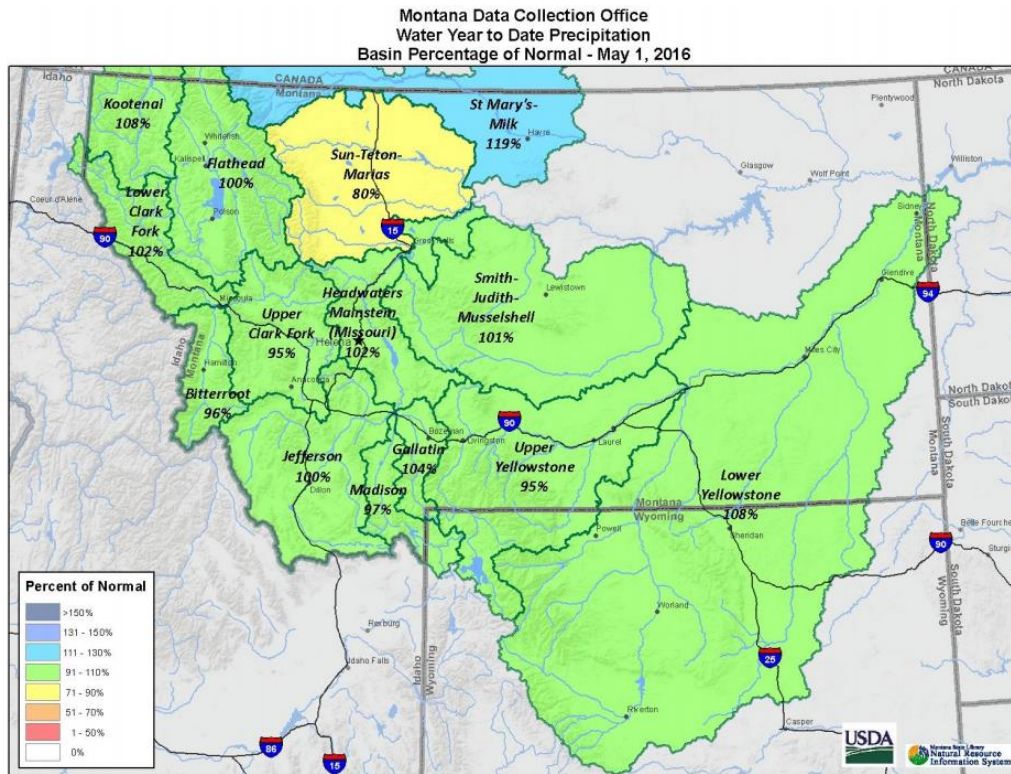 Montana Data Collection Office
Water Year to Date Precipitation
Basin Percentage of Normal - May 1, 2016
Idaho
CANADA
Montana
CANADA
North Dakota
Kootenai
108%
Whitefish
Kalispell
Flathead
100%
Polson
Sun-Teton-
Marias
80%
St Mary's-
Milk
119%
Havre
Plentywood
Glasgow
Wolf Point
Williston
Coeur d'Alene
Lower
Clark
Fork
102%
90
15
Great Falls
Sidney
North Dakota
Montana
Glendive
94
Missoula
Upper
Clark Fork
95%
Headwaters
Mainstem
(Missouri)
Helena
102%
Smith-
Judith-
Musselshell
101%
Lewistown
Miles City
Idaho
Montana
Hamilton
Bitterroot
96%
Anaconda
North Dakota
South Dakota
South Dakota
Montana
Jefferson
100%
Dillon
Madison
97%
Bozeman
Gallatin
104%
Livingston
90
Laurel
Upper
Yellowstone
95%
Lower
Yellowstone
108%
Montana
Wyoming
Powell
Sheridan
Belle Fourche
90
Sturgi
South Dakota
Wyoming
Worland
25
Riverton
Casper
Rexburg
Idaho Falls
Idaho
Wyoming
86
15
Percent of Normal
>150%
131 - 150%
111 - 130%
91 - 110%
71 - 90%
51 - 70%
1 - 50%
0%
USDA
Montana State Library
Natural Resource
Information System